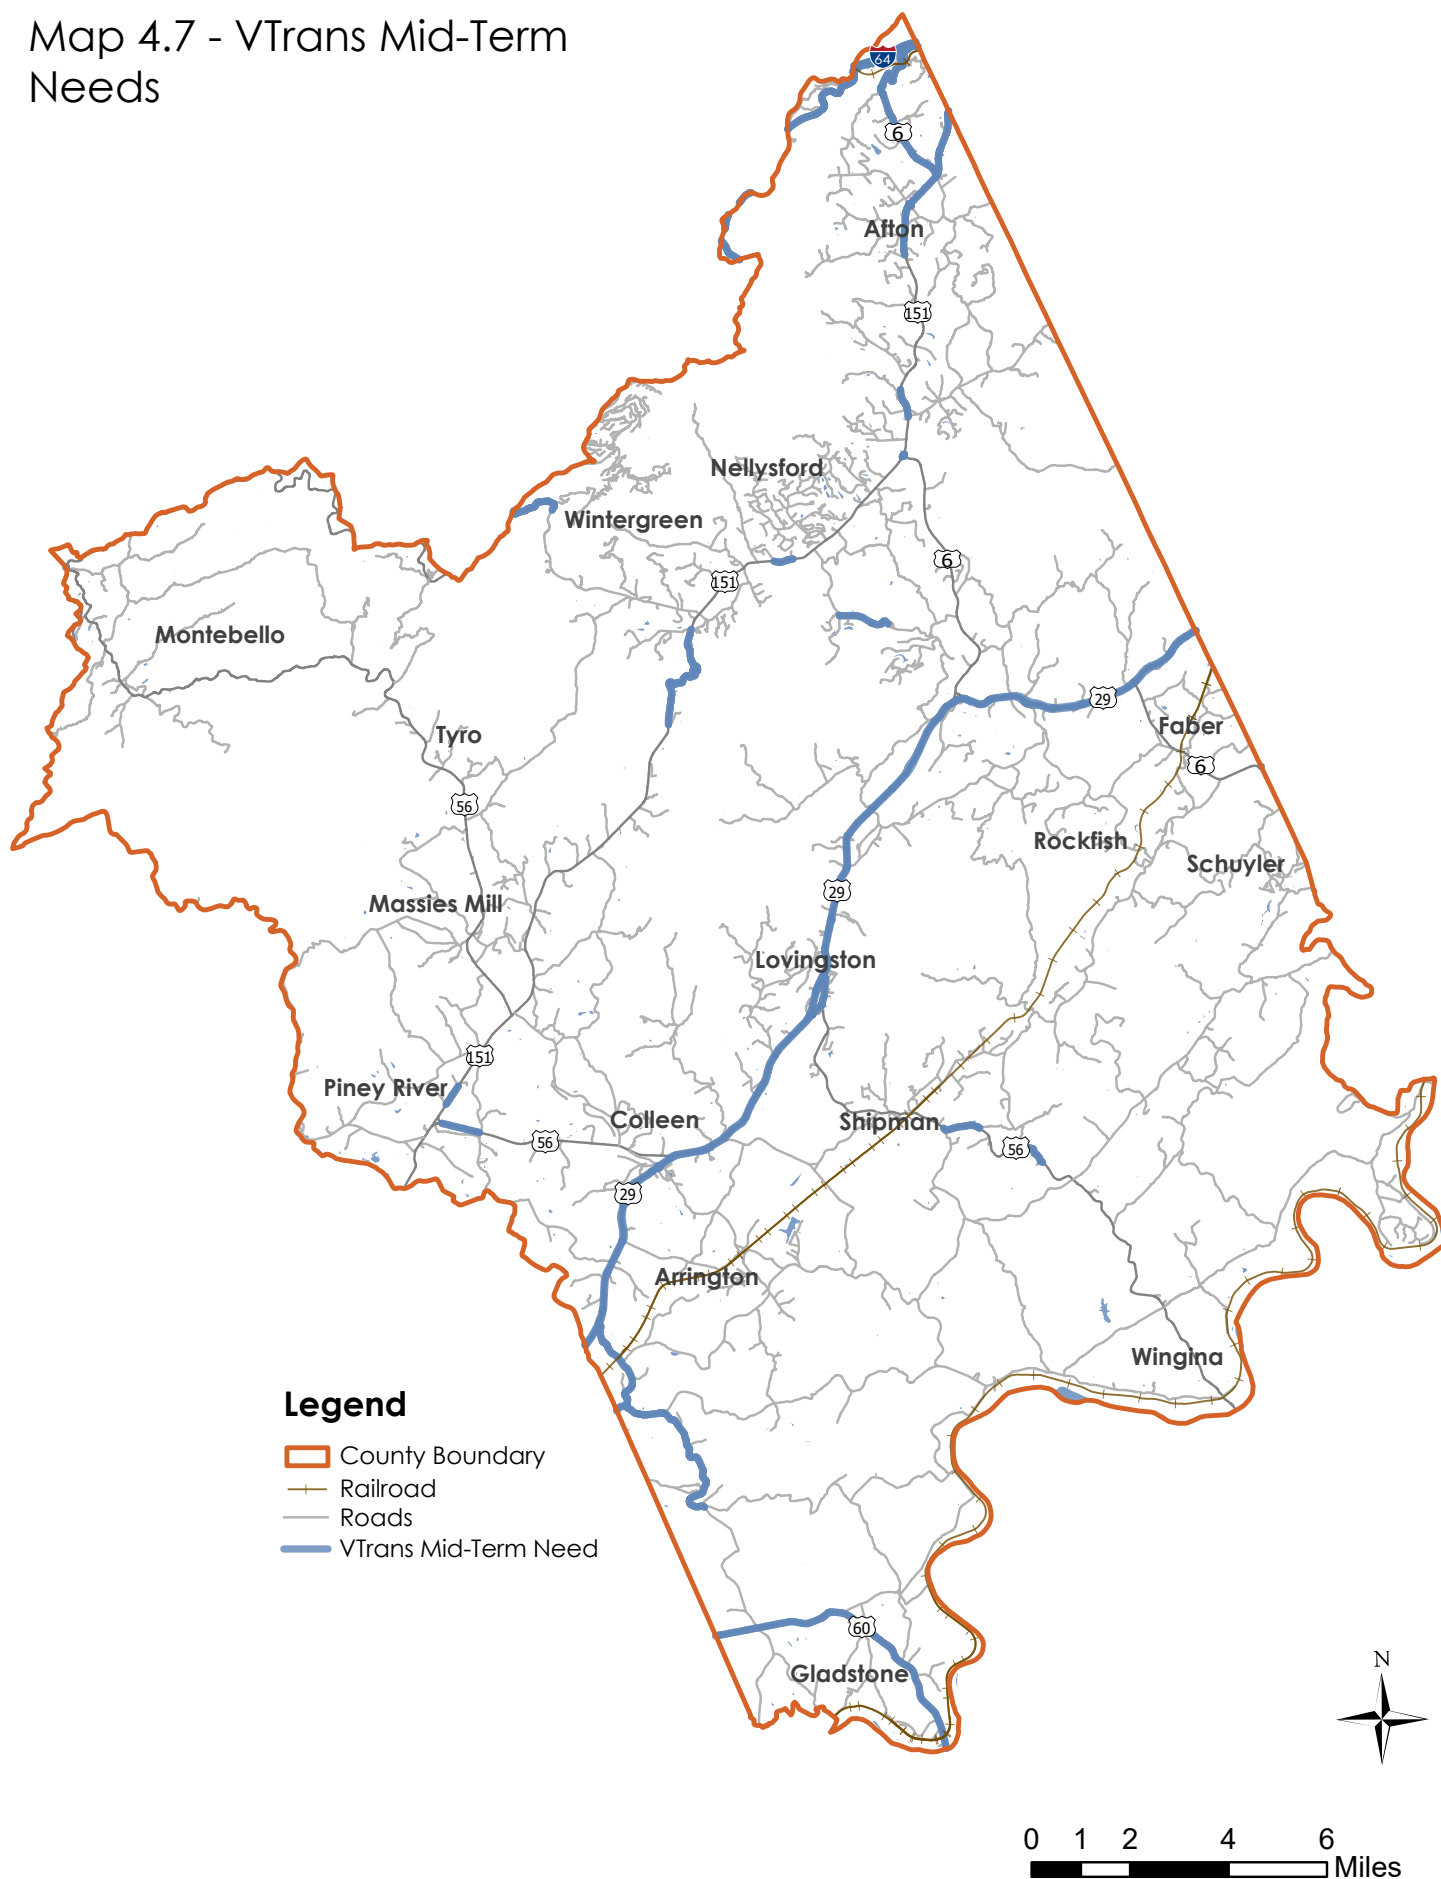 Map 4.7 - VTrans Mid-Term
Needs
64
6
Afton
151
Nellysford
Wintergreen
6
151
Montebello
29
Faber
Tyro
6
56
Rockfish
Schuyler
29
Massies Mill
Lovingston
151
Piney River
Colleen
Shipman
56
56
29
Arrington
Wingina
Legend
County Boundary
Railroad
Roads
VTrans Mid-Term Need
60
Gladstone
N
0 1 2 4 6
Miles